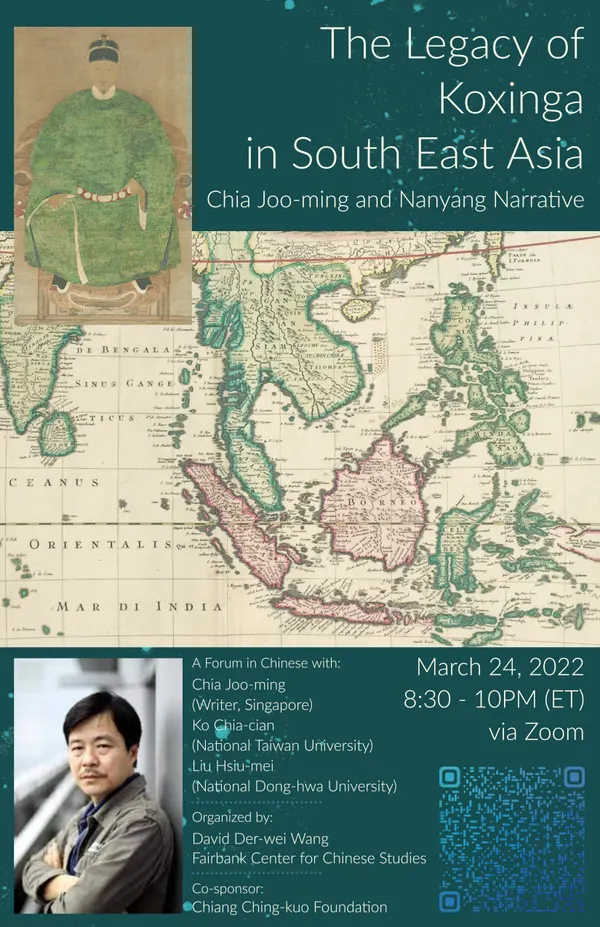 The Legacy of
Koxinga
in South East Asia
Chia Joo-ming and Nanyang Narrative
DE BENGALA
SINUS GANGE
TICUS
INSULÆ
PHILIP-
PINÆ
BORNEO
CEANUS
ORIENTALIS
MAR DI INDIA
A Forum in Chinese with:
Chia Joo-ming
(Writer, Singapore)
Ko Chia-cian
(National Taiwan University)
Liu Hsiu-mei
(National Dong-hwa University)
Organized by:
David Der-wei Wang
Fairbank Center for Chinese Studies
Co-sponsor:
Chiang Ching-kuo Foundation
March 24, 2022
8:30 - 10PM (ET)
via Zoom